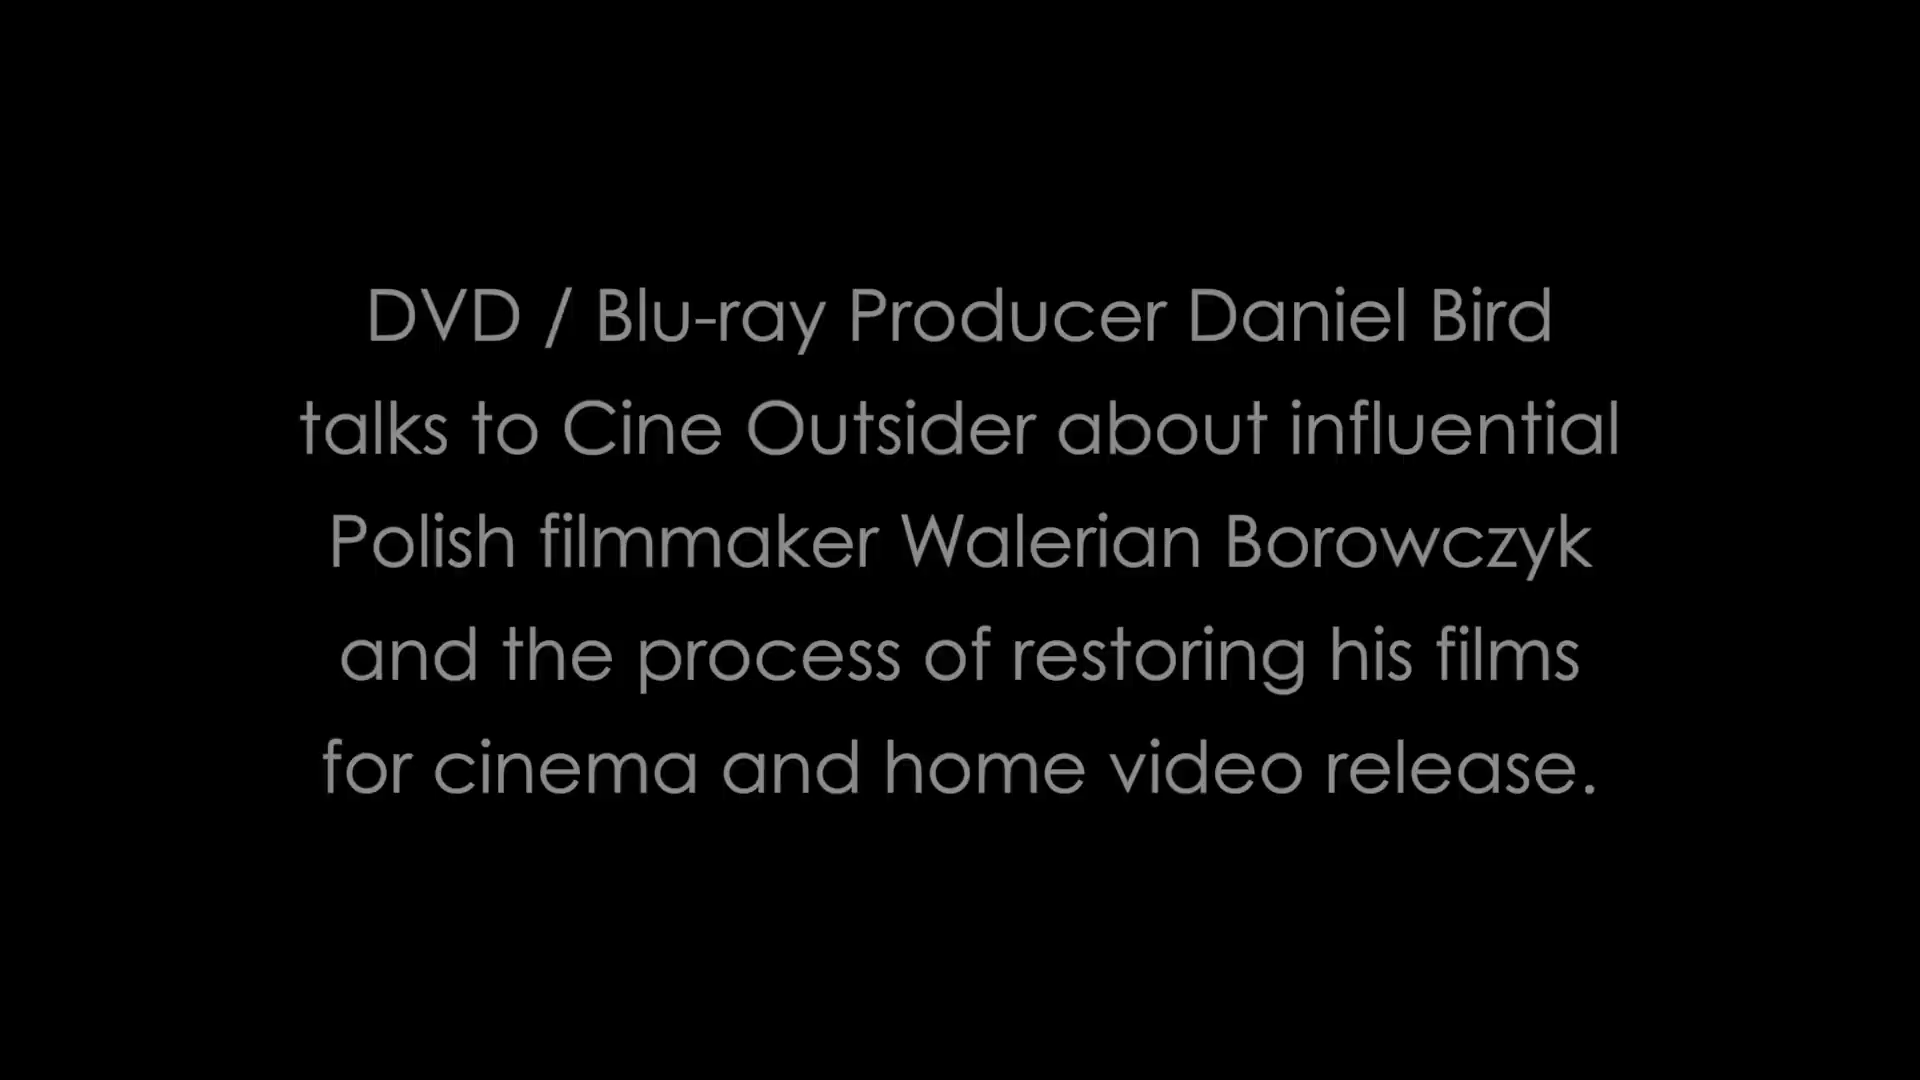 DVD / Blu-ray Producer Daniel Bird
talks to Cine Outsider about influential
Polish filmmaker Walerian Borowczyk
and the process of restoring his films
for cinema and home video release.